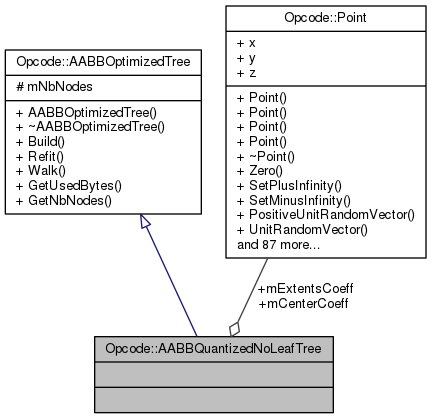 Opcode::AABBOptimizedTree
# mNbNodes
+ AABBOptimizedTree()
+ ~AABBOptimizedTree()
+ Build()
+ Refit()
+ Walk()
+ GetUsedBytes()
+ GetNbNodes()
Opcode::Point
+ x
+ y
+ z
+ Point()
+ Point()
+ Point()
+ Point()
+ ~Point()
+ Zero()
+ SetPlusInfinity()
+ SetMinusInfinity()
+ PositiveUnitRandomVector()
+ UnitRandomVector()
and 87 more...
+mExtentsCoeff
+mCenterCoeff
Opcode::AABBQuantizedNoLeafTree